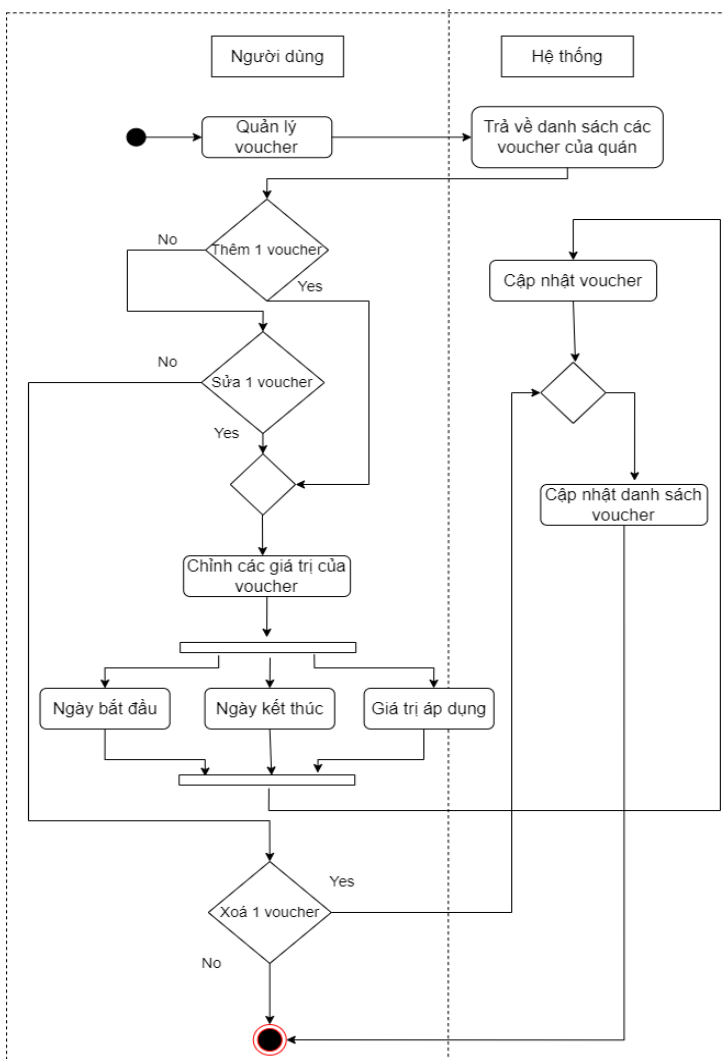 Người dùng
Hệ thống
Quản lý
voucher
Trả về danh sách các
voucher của quán
No
Thêm 1 voucher
Yes
Cập nhật voucher
No
Sửa 1 voucher
Yes
Cập nhật danh sách
voucher
Chỉnh các giá trị của
voucher
Ngày bắt đầu
Ngày kết thúc
Giá trị áp dụng
Yes
Xoá 1 voucher
No